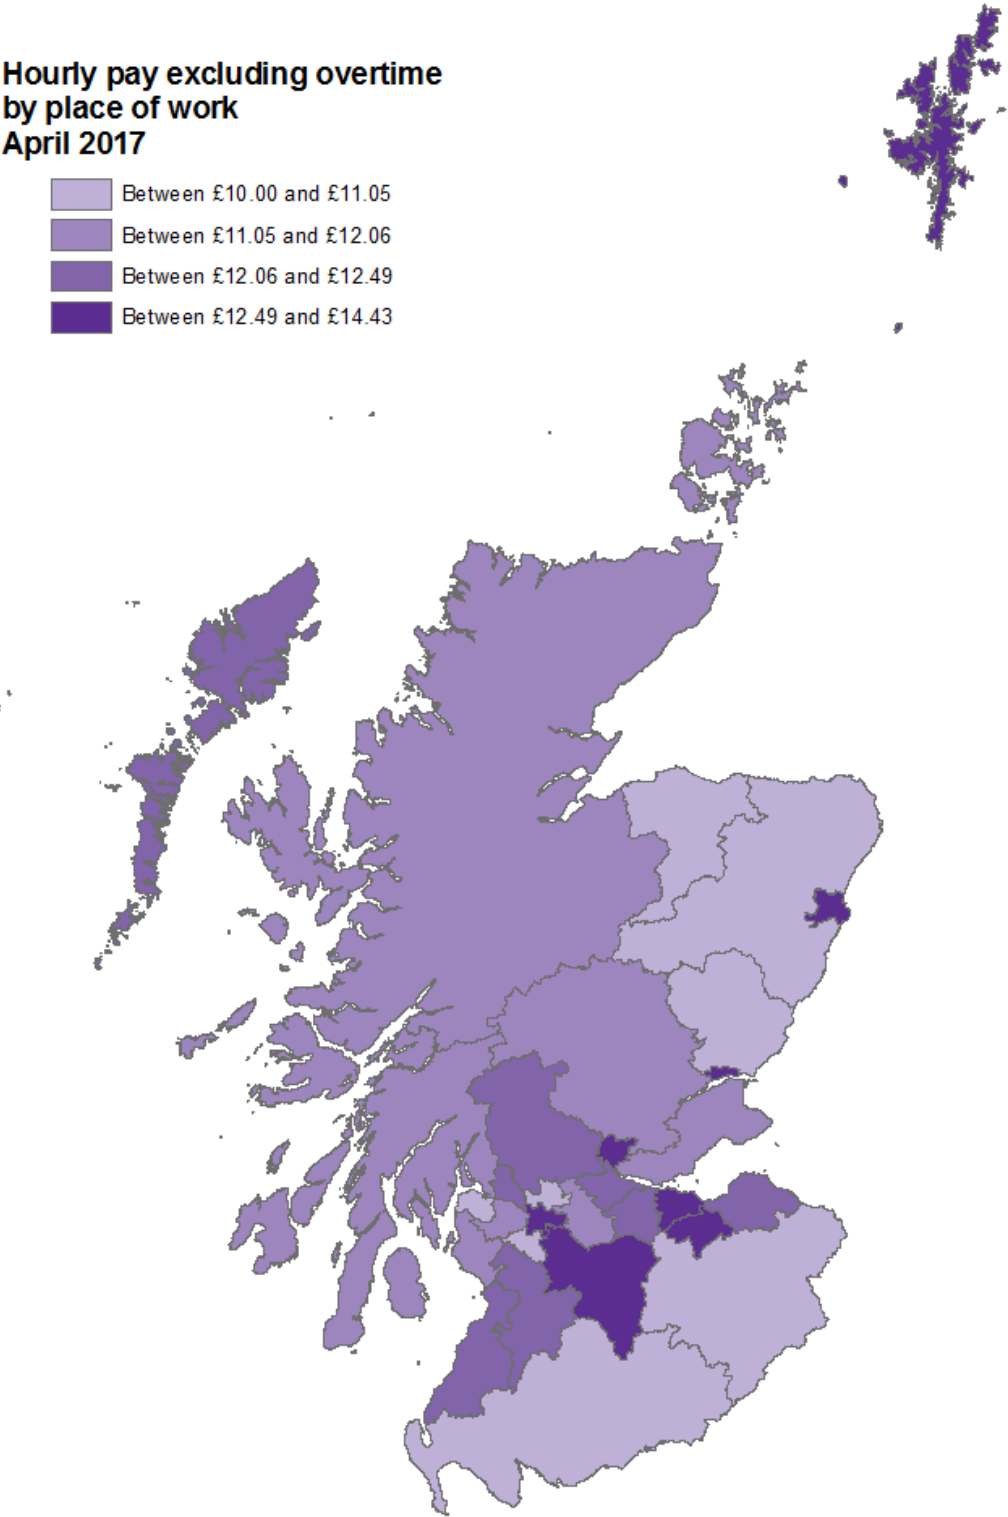 Hourly pay excluding overtime
by place of work
April 2017
Between £10.00 and £11.05
Between £11.05 and £12.06
Between £12.06 and £12.49
Between £12.49 and £14.43